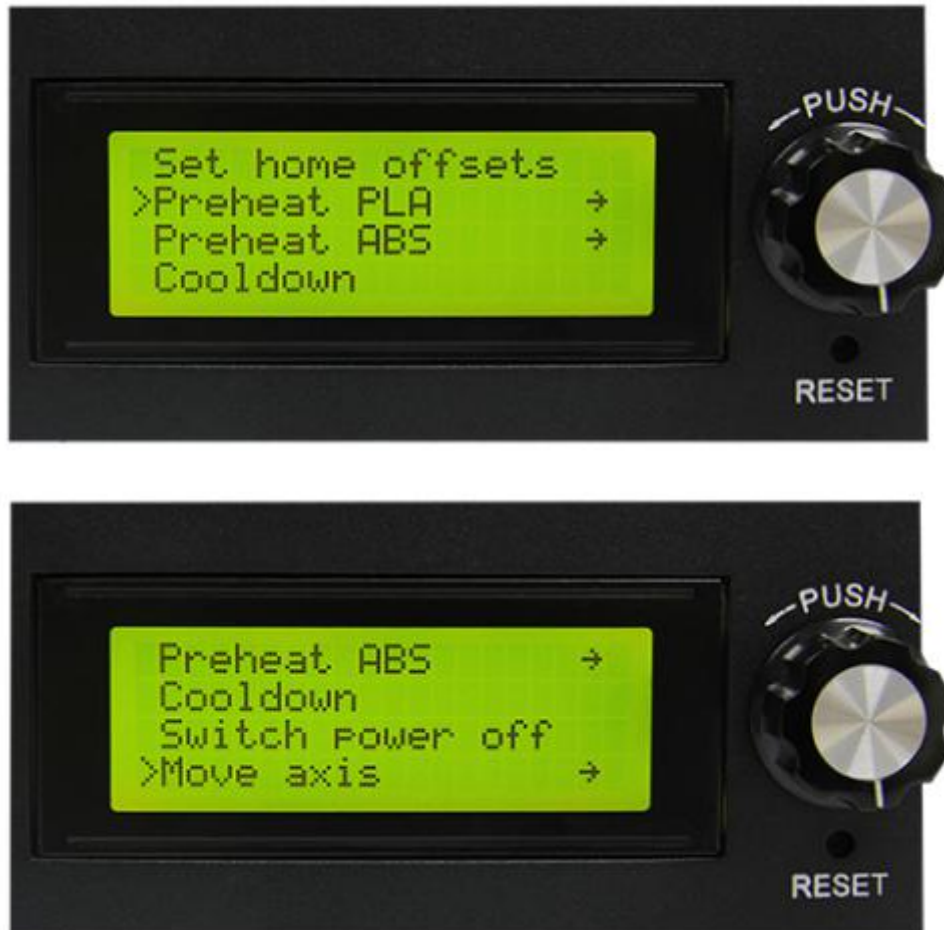 PUSH
Set home offsets
>Preheat PLA →
Preheat ABS →
Cooldown
RESET
PUSH
Preheat ABS →
Cooldown
Switch power off
>Move axis →
RESET